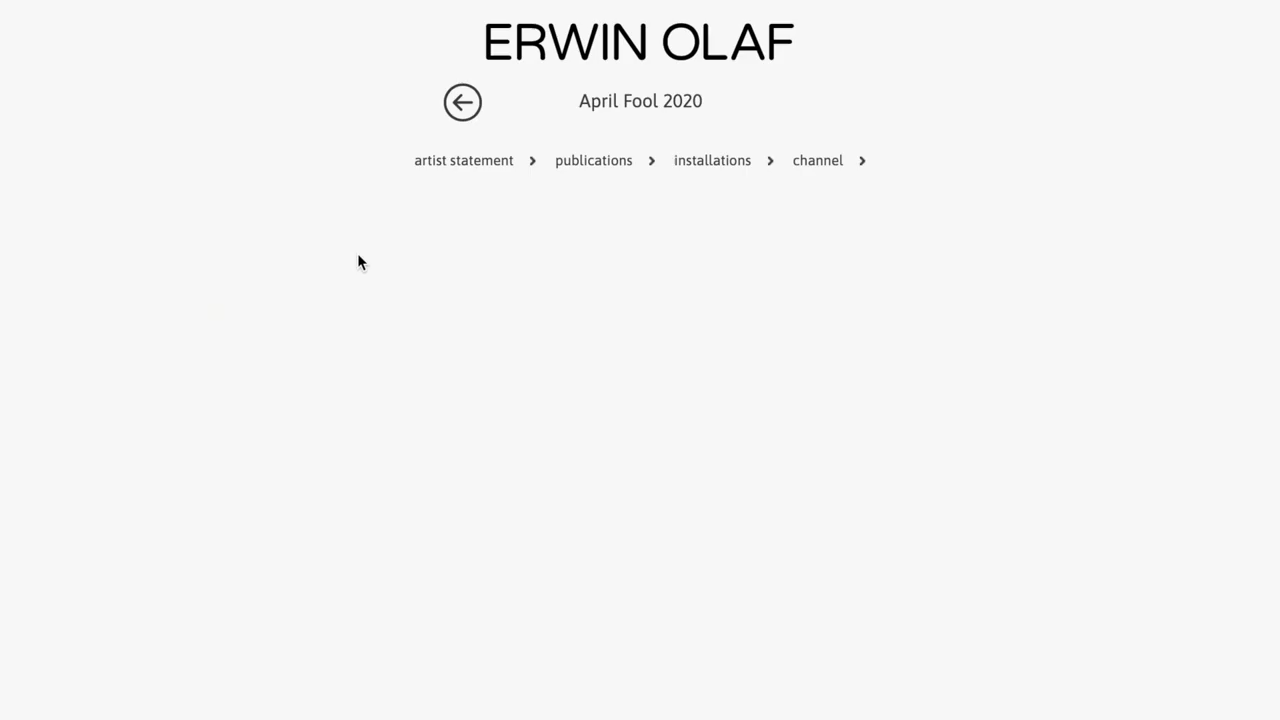 ERWIN OLAF
April Fool 2020
artist statement publications installations channel